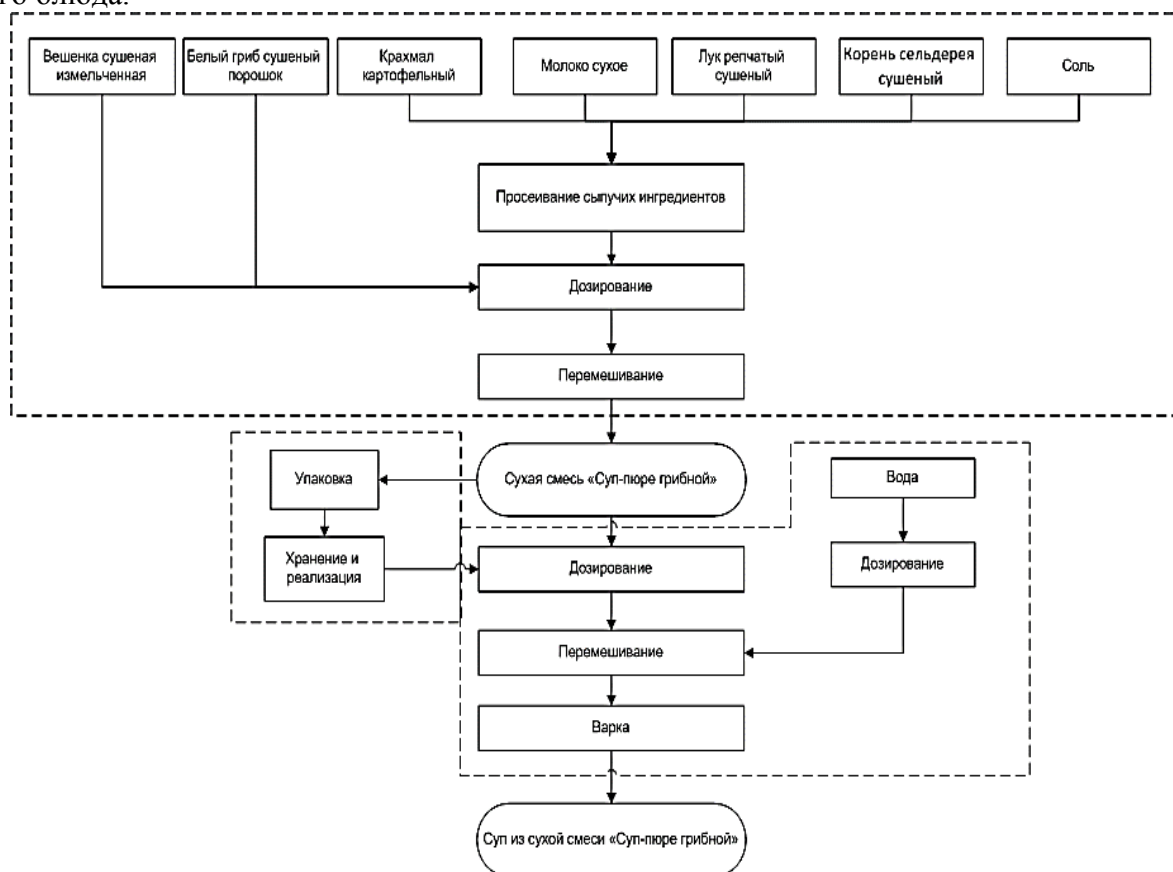 го блюда.
Вешенка сушеная
измельченная
Белый гриб сушеный
порошок
Крахмал
картофельный
Молоко сухое
Лук репчатый
сушеный
Корень сельдерея
сушеный
Соль
Просеивание сыпучих ингредиентов
Дозирование
Перемешивание
Упаковка
Сухая смесь «Суп-пюре грибной»
Вода
Хранение и
реализация
Дозирование
Дозирование
Перемешивание
Варка
Суп из сухой смеси «Суп-пюре грибной»